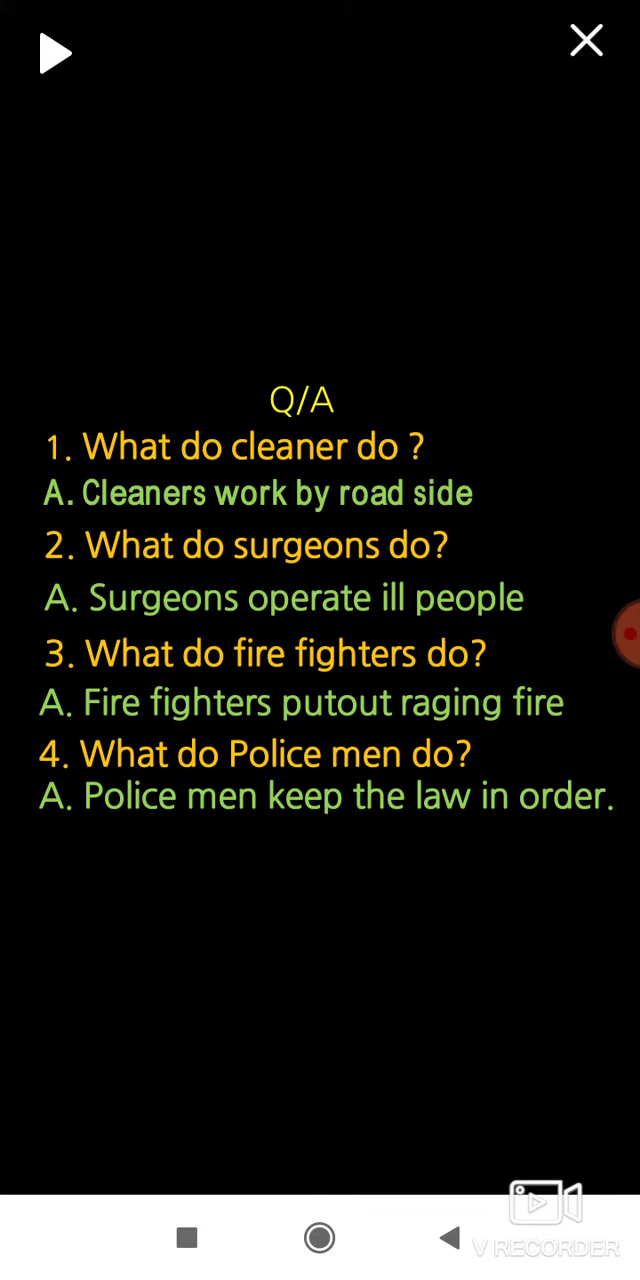 Q/A
1. What do cleaner do ?
A. Cleaners work by road side
2. What do surgeons do?
A. Surgeons operate ill people
3. What do fire fighters do?
A. Fire fighters putout raging fire
4. What do Police men do?
A. Police men keep the law in order.
V RECORDER